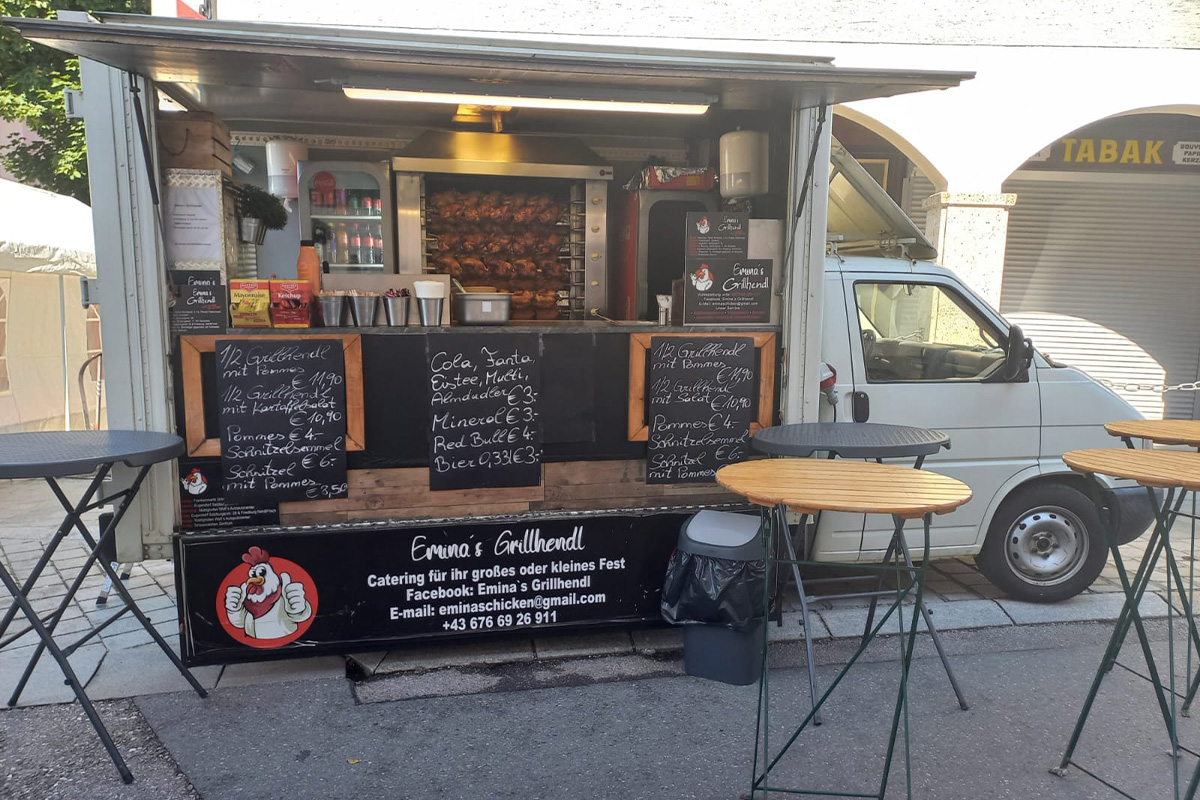 TABAK
Emina's
Grillhendl
Emina's
Grillhendl
Emina's
Grillhendl
Mayonnaise
Ketchup
1/2 Grillhendl
mit Pommes
€ 11,90
1/2 Grillhendl
mit Kartoffelsalat
€ 10,90
Pommes € 4.-
Schnitzelsemmel
€ 6.-
Schnitzel
mit Pommes
Cola, Fanta,
Eistee, Multi,
Almdudler € 3.-
Mineral € 3.-
Red Bull € 4.-
Bier 0,33l € 3.-
1/2 Grillhendl
mit Pommes
€ 11,90
1/2 Grillhendl
mit Salat
€ 10,90
Pommes € 4.-
Schnitzelsemmel
€ 6.-
Schnitzel
mit Pommes
Emina's Grillhendl
Catering für ihr großes oder kleines Fest
Facebook: Emina`s Grillhendl
E-mail: eminaschicken@gmail.com
+43 676 69 26 911